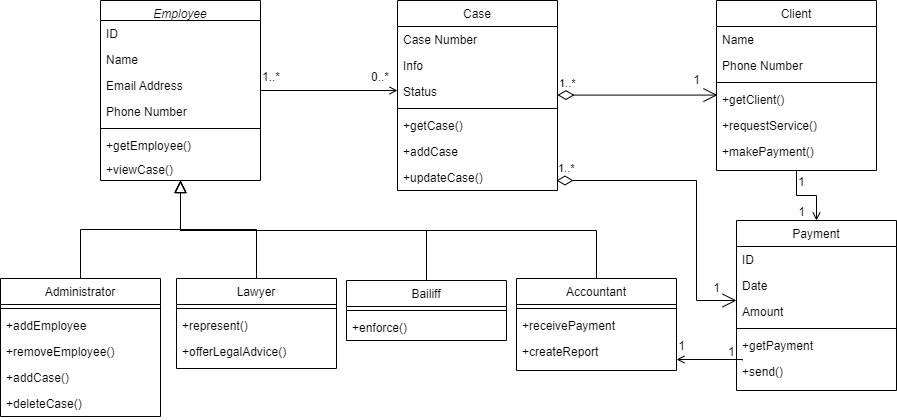 Employee
ID
Name
Email Address
Phone Number
+getEmployee()
+viewCase()
1..*
0..*
Case
Case Number
Info
Status
+getCase()
+addCase
+updateCase()
1..*
1
1..*
1
Client
Name
Phone Number
+getClient()
+requestService()
+makePayment()
1
1
Payment
ID
Date
Amount
+getPayment
+send()
1
1
Administrator
+addEmployee
+removeEmployee()
+addCase()
+deleteCase()
Lawyer
+represent()
+offerLegalAdvice()
Bailiff
+enforce()
Accountant
+receivePayment
+createReport